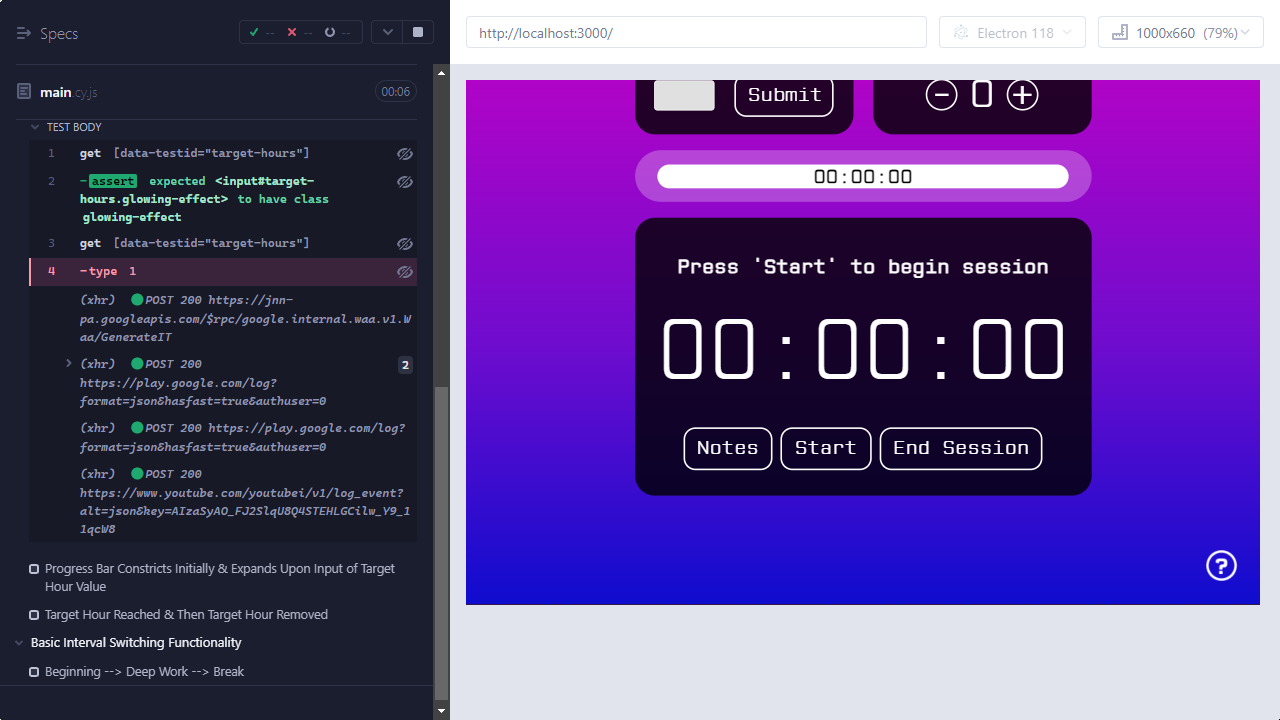 Specs
--
--
--
main.cy.js
00:06
TEST BODY
1 get [data-testid="target-hours"]
2 -assert expected <input#target-
hours.glowing-effect> to have class
glowing-effect
3 get [data-testid="target-hours"]
4 -type 1
(xhr) POST 200 https://jnn-
pa.googleapis.com/$rpc/google.internal.waa.v1.W
aa/GenerateIT
(xhr) POST 200
2
https://play.google.com/log?
format=json&hasfast=true&authuser=0
(xhr) POST 200 https://play.google.com/log?
format=json&hasfast=true&authuser=0
(xhr) POST 200
https://www.youtube.com/youtubei/v1/log_event?
alt=json&key=AIzaSyAO_FJ2SlqU8Q4STEHLGCilw_Y9_1
1qcW8
Progress Bar Constricts Initially & Expands Upon Input of Target
Hour Value
Target Hour Reached & Then Target Hour Removed
Basic Interval Switching Functionality
Beginning --> Deep Work --> Break
http://localhost:3000/
Electron 118
1000x660 (79%)
Submit
0
00:00:00
Press 'Start' to begin session
00:00:00
Notes
Start
End Session
?